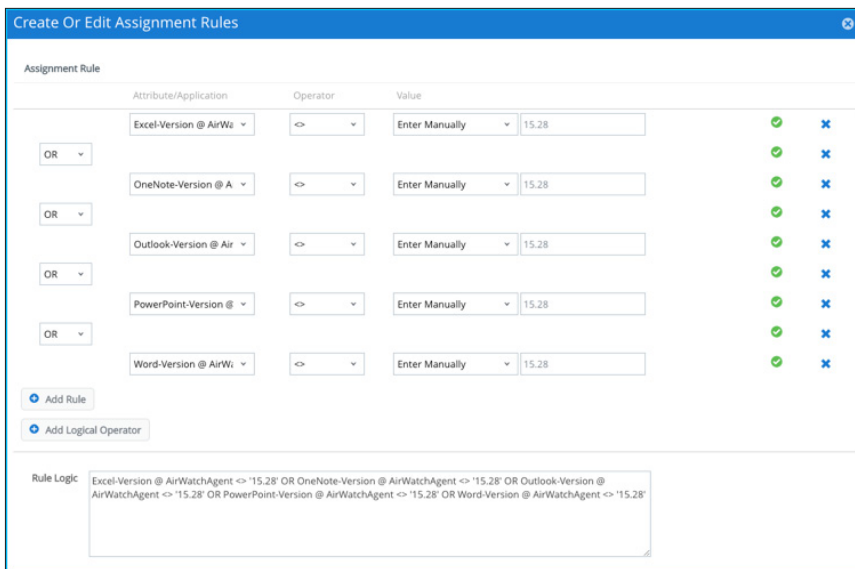 Create Or Edit Assignment Rules
Assignment Rule
Attribute/Application Operator Value
Excel-Version @ AirWa <> Enter Manually 15.28
OR
OneNote-Version @ A <> Enter Manually 15.28
OR
Outlook-Version @ Air <> Enter Manually 15.28
OR
PowerPoint-Version @ <> Enter Manually 15.28
OR
Word-Version @ AirWa <> Enter Manually 15.28
Add Rule
Add Logical Operator
Rule Logic
Excel-Version @ AirWatchAgent <> '15.28' OR OneNote-Version @ AirWatchAgent <> '15.28' OR Outlook-Version @
AirWatchAgent <> '15.28' OR PowerPoint-Version @ AirWatchAgent <> '15.28' OR Word-Version @ AirWatchAgent <> '15.28'